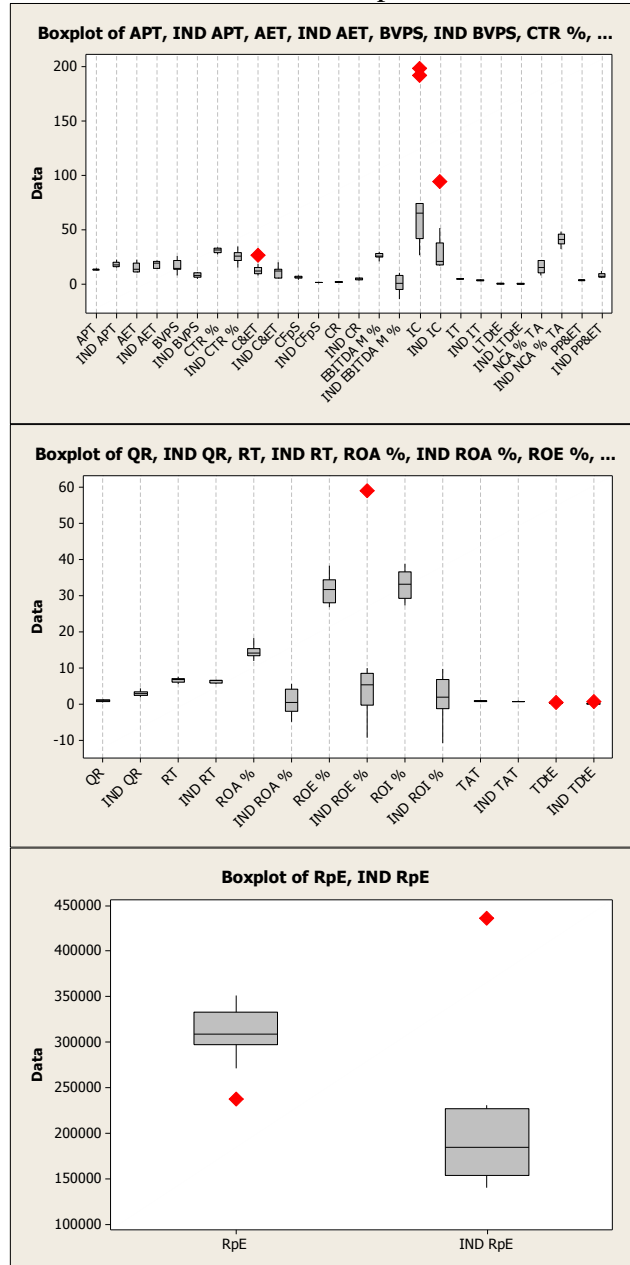 Boxplot of APT, IND APT, AET, IND AET, BVPS, IND BVPS, CTR %, ...
200
150
100
50
0
Data
APT
IND APT
AET
IND AET
BVPS
IND BVPS
CTR %
IND CTR %
C&ET
IND C&ET
CFpS
IND CFpS
CR
IND CR
EBITDA M %
IND EBITDA M %
IC
IND IC
IT
IND IT
LTDtE
IND LTDtE
NCA % TA
IND NCA % TA
PP&ET
IND PP&ET
Boxplot of QR, IND QR, RT, IND RT, ROA %, IND ROA %, ROE %, ...
60
50
40
30
20
10
0
-10
Data
QR
IND QR
RT
IND RT
ROA %
IND ROA %
ROE %
IND ROE %
ROI %
IND ROI %
TAT
IND TAT
TDtE
IND TDtE
Boxplot of RpE, IND RpE
450000
400000
350000
300000
250000
200000
150000
100000
Data
RpE
IND RpE